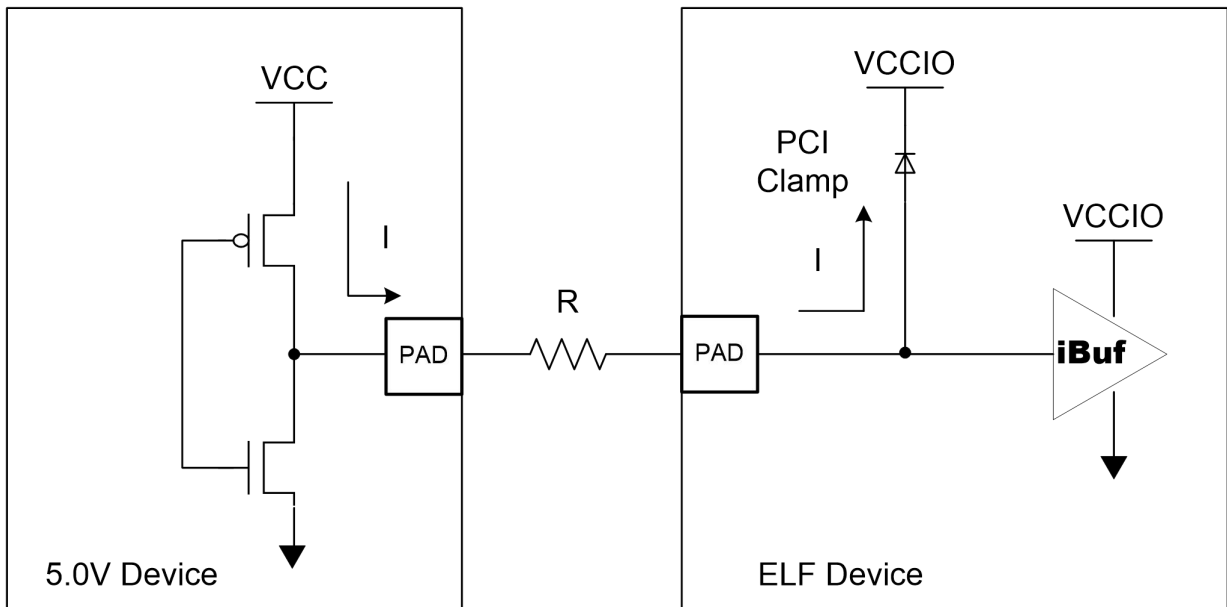 VCC
I
PAD
5.0V Device
R
VCCIO
PCI
Clamp
I
PAD
VCCIO
iBuf
ELF Device